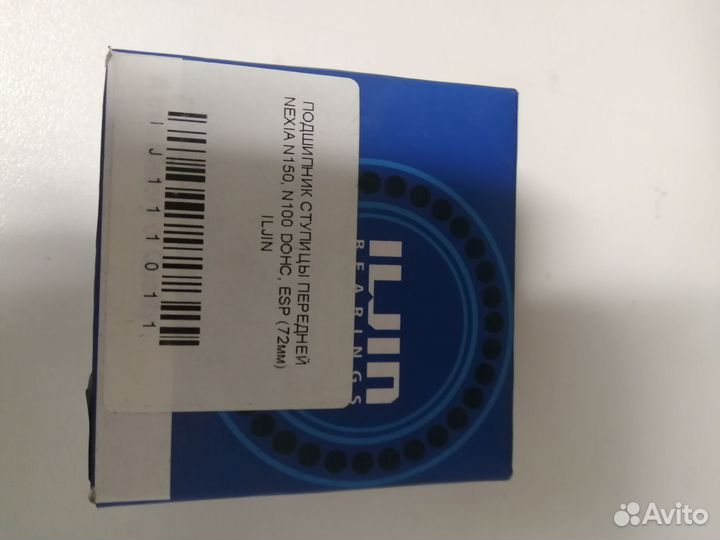 ПОДШИПНИК СТУПИЦЫ ПЕРЕДНЕЙ
NEXIA N150, N100 DOHC, ESP (72мм)
ILJIN
IJ111011
ILJIN
BEARINGS
Avito